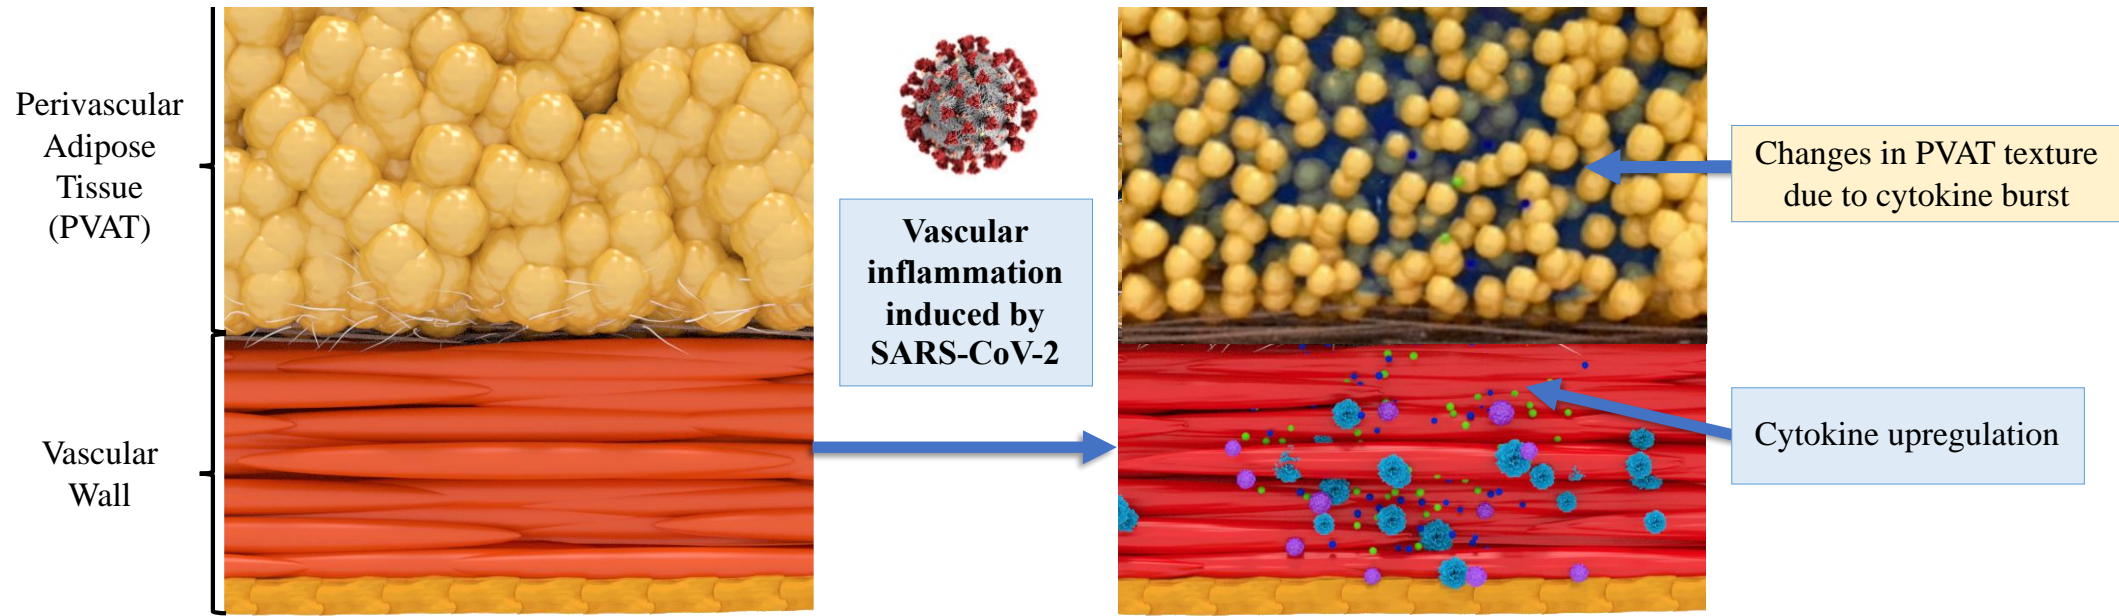 Perivascular
Adipose
Tissue
(PVAT)
Vascular
Wall
Vascular
inflammation
induced by
SARS-CoV-2
Changes in PVAT texture
due to cytokine burst
Cytokine upregulation